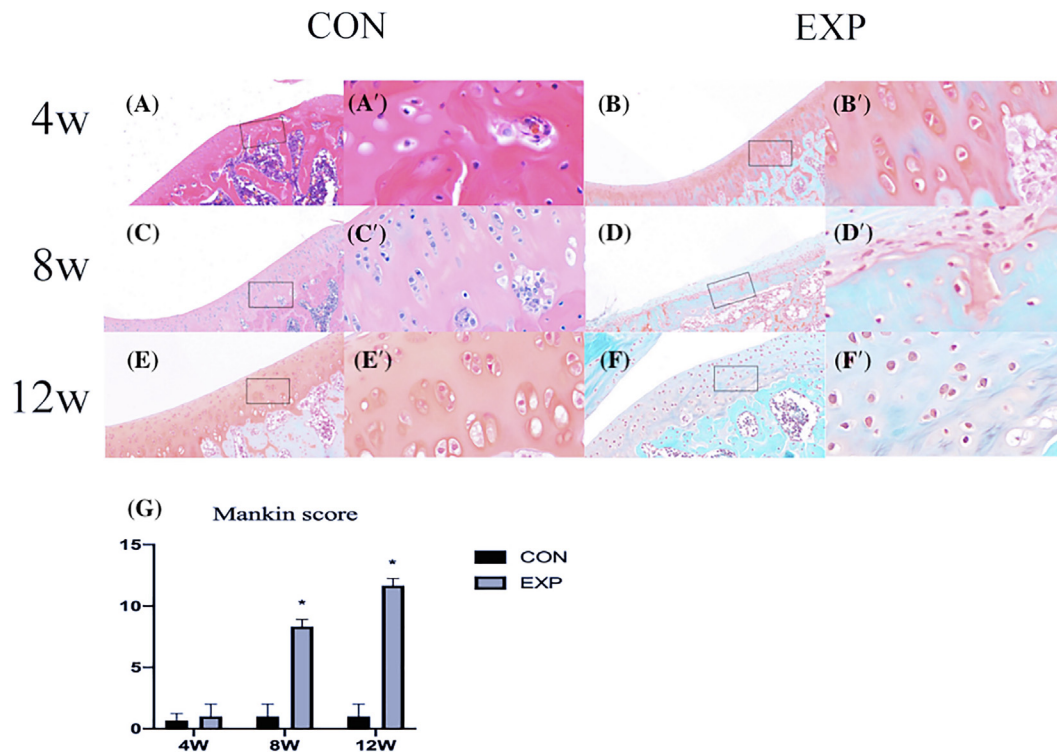 CON EXP
4w (A) (A′) (B) (B′)
8w (C) (C′) (D) (D′)
12w (E) (E′) (F) (F′)
(G) Mankin score
15
10
5
0
* *
4W 8W 12W
CON
EXP